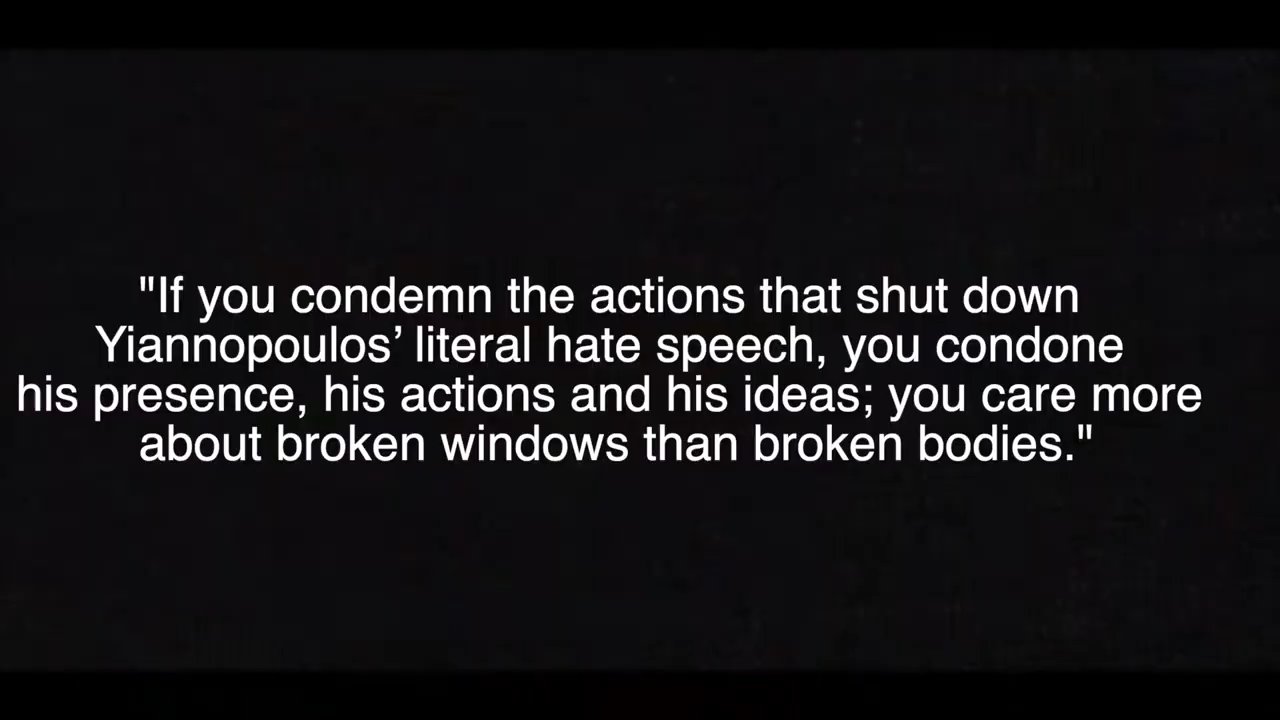 "If you condemn the actions that shut down
Yiannopoulos’ literal hate speech, you condone
his presence, his actions and his ideas; you care more
about broken windows than broken bodies."